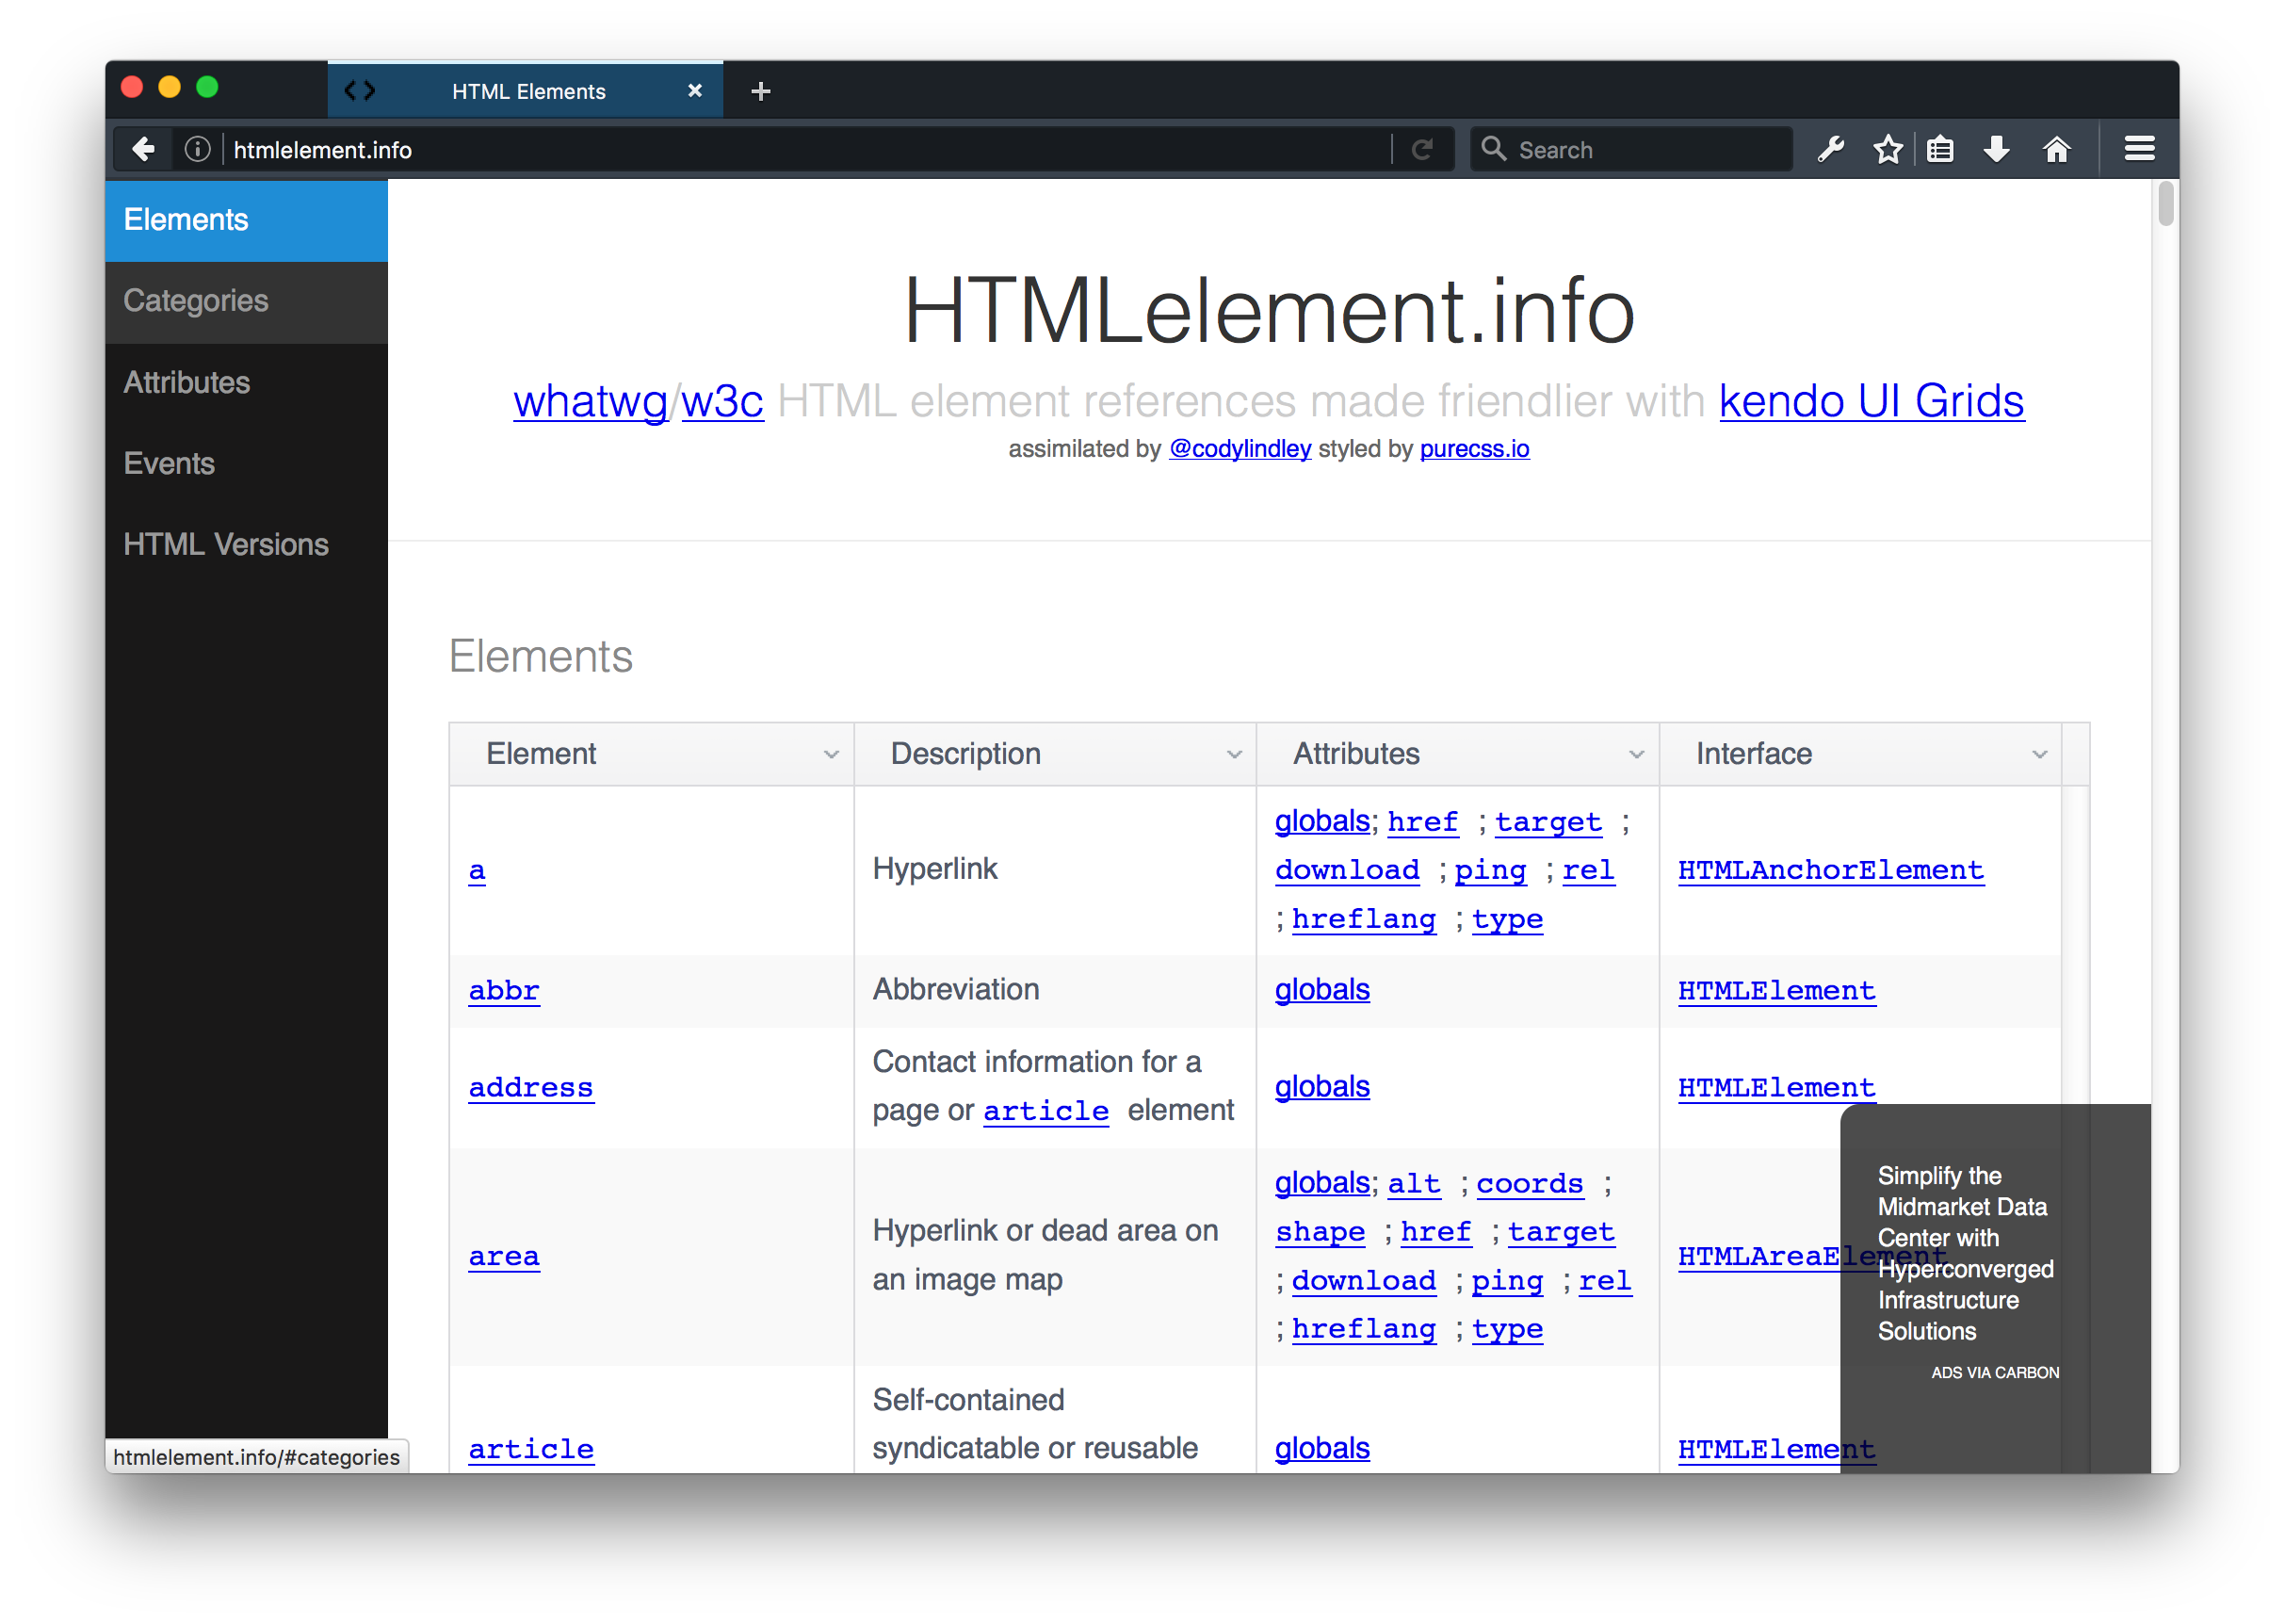 HTML Elements
htmlelement.info
Search
Elements
Categories
Attributes
Events
HTML Versions
HTMLelement.info
whatwg/w3c HTML element references made friendlier with kendo UI Grids
assimilated by @codylindley styled by purecss.io
Elements
Element Description Attributes Interface
a
Hyperlink
globals; href ; target ;
download ; ping ; rel
; hreflang ; type
HTMLAnchorElement
abbr
Abbreviation
globals
HTMLElement
address
Contact information for a
page or article element
globals
HTMLElement
area
Hyperlink or dead area on
an image map
globals; alt ; coords ;
shape ; href ; target
; download ; ping ; rel
; hreflang ; type
HTMLAreaElement
article
Self-contained
syndicatable or reusable
globals
HTMLElement
Simplify the
Midmarket Data
Center with
Hyperconverged
Infrastructure
Solutions
ADS VIA CARBON
htmlelement.info/#categories